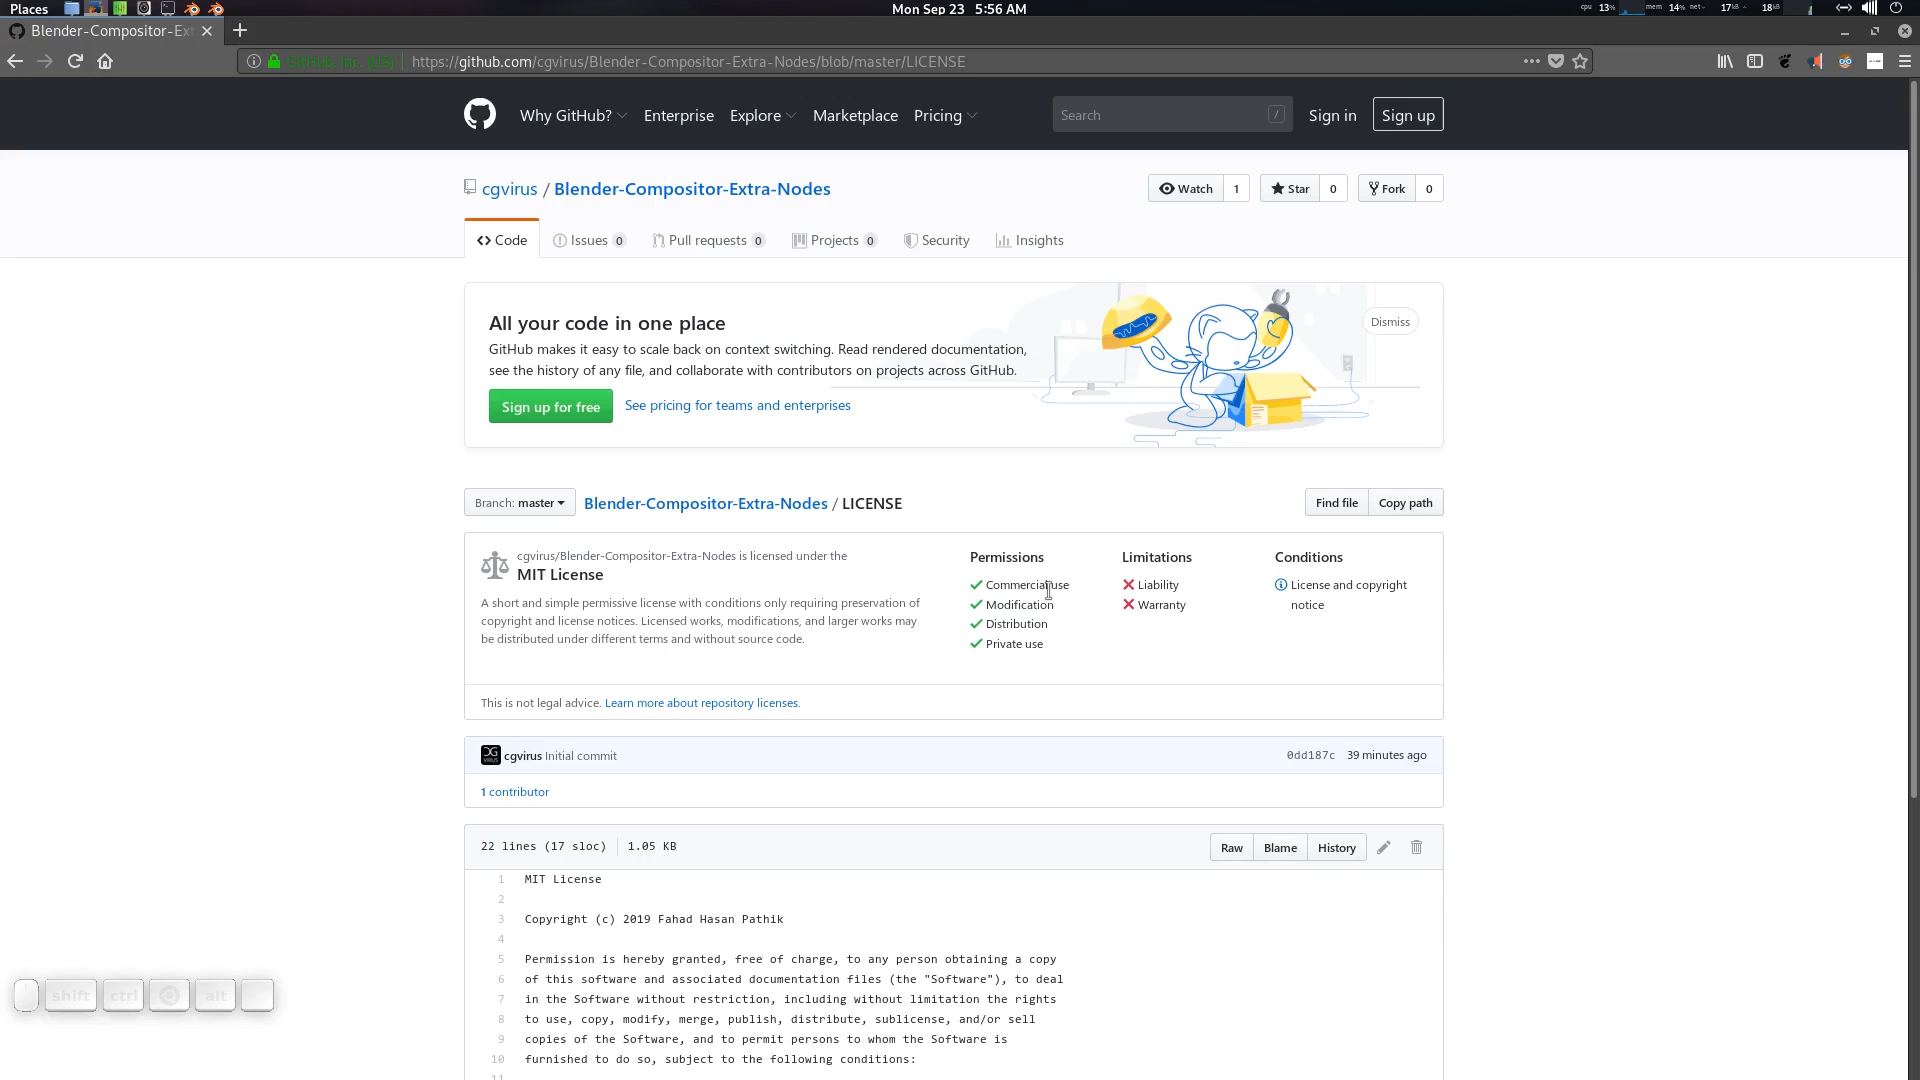 Places
Mon Sep 23 5:56 AM
cpu 13% mem 14% net 17kB 18kB
Blender-Compositor-Ex
GitHub, Inc. (US)
https://github.com/cgvirus/Blender-Compositor-Extra-Nodes/blob/master/LICENSE
Why GitHub? Enterprise Explore Marketplace Pricing
Search /
Sign in Sign up
cgvirus / Blender-Compositor-Extra-Nodes
Watch 1 Star 0 Fork 0
Code Issues 0 Pull requests 0 Projects 0 Security Insights
All your code in one place
Dismiss
GitHub makes it easy to scale back on context switching. Read rendered documentation,
see the history of any file, and collaborate with contributors on projects across GitHub.
Sign up for free See pricing for teams and enterprises
Branch: master Blender-Compositor-Extra-Nodes / LICENSE
Find file Copy path
cgvirus/Blender-Compositor-Extra-Nodes is licensed under the
MIT License
A short and simple permissive license with conditions only requiring preservation of
copyright and license notices. Licensed works, modifications, and larger works may
be distributed under different terms and without source code.
Permissions
Commercial use
Modification
Distribution
Private use
Limitations
Liability
Warranty
Conditions
License and copyright
notice
This is not legal advice. Learn more about repository licenses.
cgvirus Initial commit
0dd187c 39 minutes ago
1 contributor
22 lines (17 sloc) 1.05 KB
Raw Blame History
1 MIT License
2
3 Copyright (c) 2019 Fahad Hasan Pathik
4
5 Permission is hereby granted, free of charge, to any person obtaining a copy
6 of this software and associated documentation files (the "Software"), to deal
7 in the Software without restriction, including without limitation the rights
8 to use, copy, modify, merge, publish, distribute, sublicense, and/or sell
9 copies of the Software, and to permit persons to whom the Software is
10 furnished to do so, subject to the following conditions:
11
shift ctrl alt